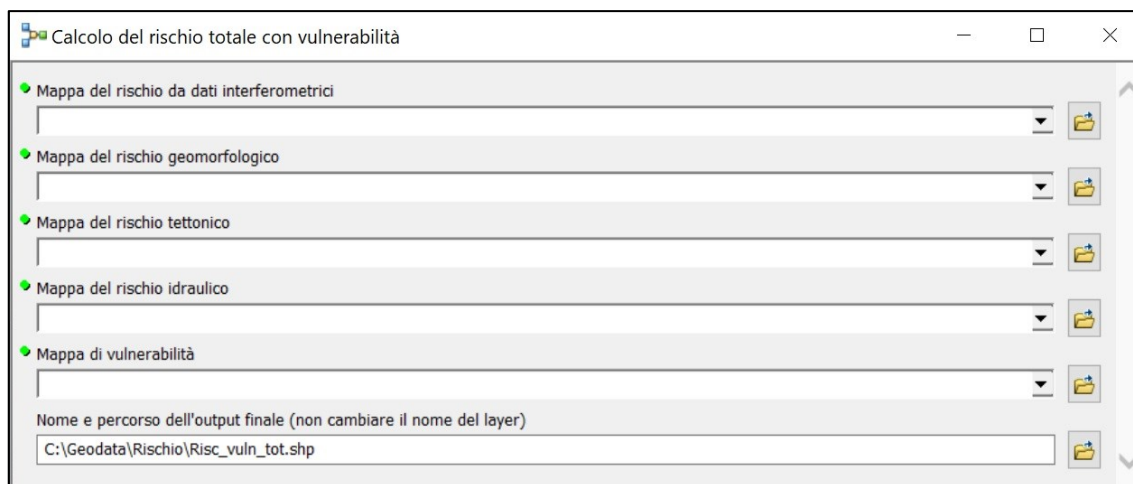 Calcolo del rischio totale con vulnerabilità
Mappa del rischio da dati interferometrici
Mappa del rischio geomorfologico
Mappa del rischio tettonico
Mappa del rischio idraulico
Mappa di vulnerabilità
Nome e percorso dell'output finale (non cambiare il nome del layer)
C:\Geodata\Rischio\Risc_vuln_tot.shp